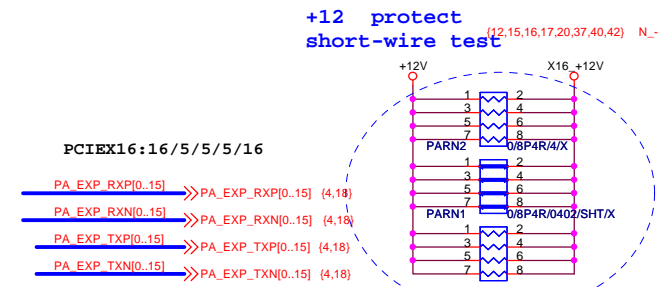 +12 protect
short-wire test
{12,15,16,17,20,37,40,42} N_-
+12V
X16_+12V
1 2
3 4
5 6
7 8
PARN2
0/8P4R/4/X
PCIEX16:16/5/5/5/16
1 2
3 4
5 6
7 8
PA_EXP_RXP[0..15]
PA_EXP_RXP[0..15] {4,18}
PARN1
0/8P4R/0402/SHT/X
PA_EXP_RXN[0..15]
PA_EXP_RXN[0..15] {4,18}
1 2
3 4
5 6
7 8
PA_EXP_TXP[0..15]
PA_EXP_TXP[0..15] {4,18}
PA_EXP_TXN[0..15]
PA_EXP_TXN[0..15] {4,18}